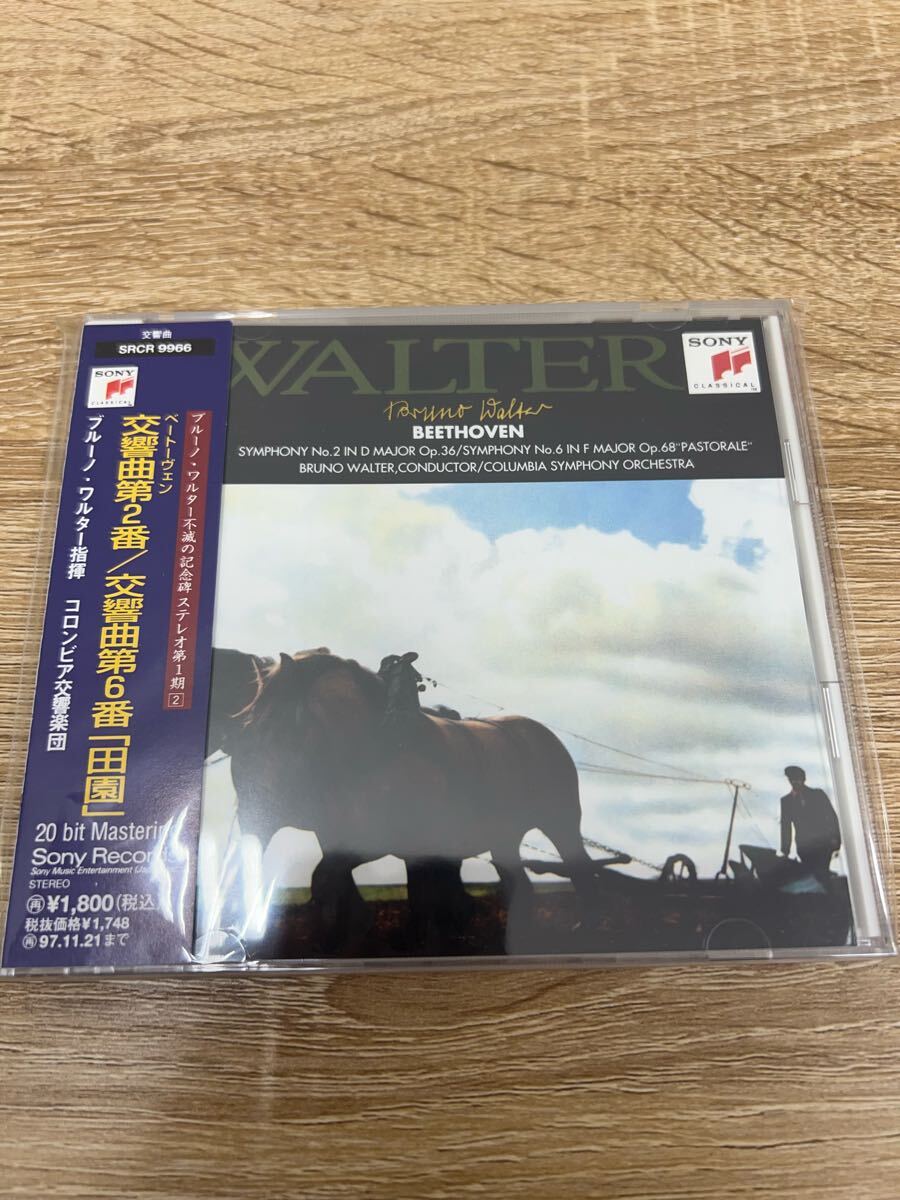 交響曲
SRCR 9966
SONY
CLASSICAL
ブルーノ・ワルター不滅の記念碑 ステレオ第1期 2
ベートーヴェン
交響曲第2番/交響曲第6番「田園」
ブルーノ・ワルター指揮 コロンビア交響楽団
20 bit Masterin
Sony Record
Sony Music Entertainment
STEREO
再¥1,800(税込)
税抜価格¥1,748
再97.11.21まで
WALTER
Bruno Walter
BEETHOVEN
SYMPHONY No.2 IN D MAJOR Op.36/SYMPHONY No.6 IN F MAJOR Op.68"PASTORALE"
BRUNO WALTER,CONDUCTOR/COLUMBIA SYMPHONY ORCHESTRA
SONY
CLASSICAL
TM